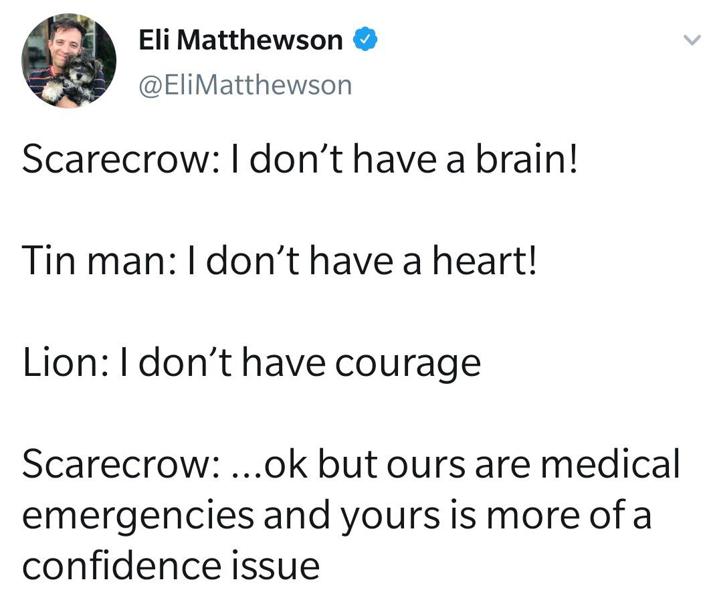 Eli Matthewson
@EliMatthewson
Scarecrow: I don’t have a brain!
Tin man: I don’t have a heart!
Lion: I don’t have courage
Scarecrow: ...ok but ours are medical
emergencies and yours is more of a
confidence issue